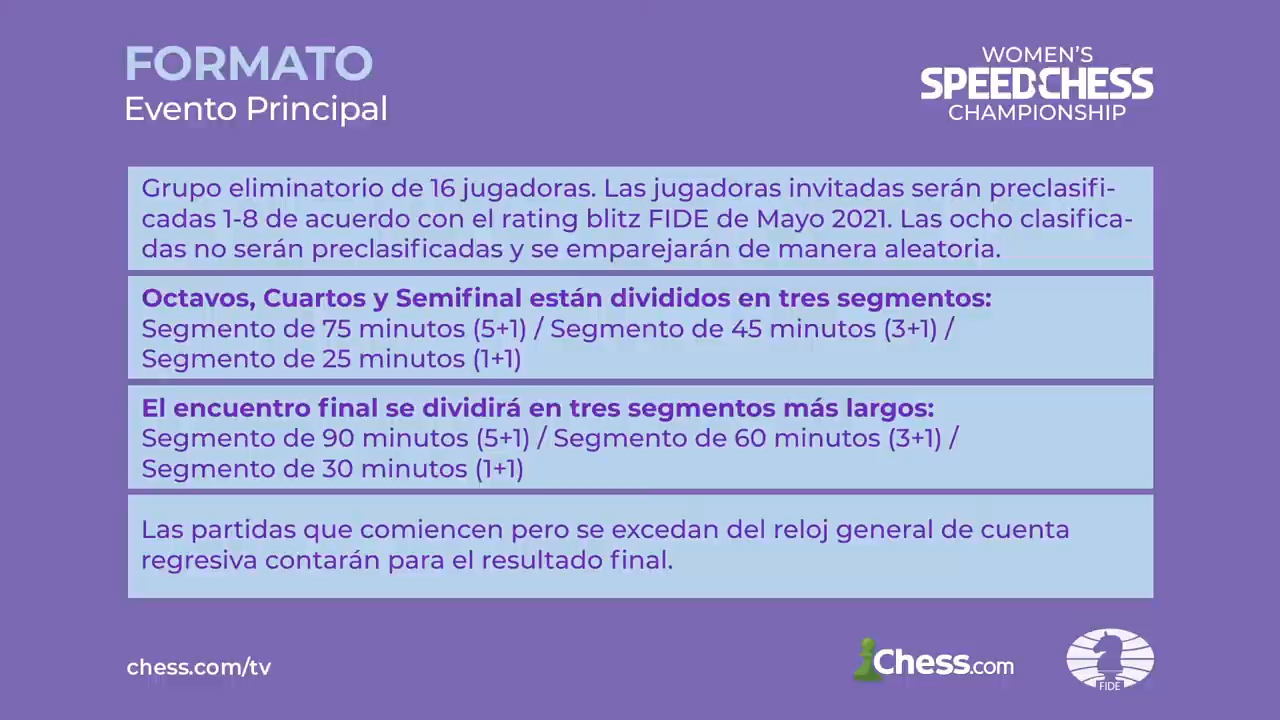 FORMATO
Evento Principal
WOMEN'S
SPEED CHESS
CHAMPIONSHIP
Grupo eliminatorio de 16 jugadoras. Las jugadoras invitadas serán preclasifi-
cadas 1-8 de acuerdo con el rating blitz FIDE de Mayo 2021. Las ocho clasifica-
das no serán preclasificadas y se emparejarán de manera aleatoria.
Octavos, Cuartos y Semifinal están divididos en tres segmentos:
Segmento de 75 minutos (5+1) / Segmento de 45 minutos (3+1) /
Segmento de 25 minutos (1+1)
El encuentro final se dividirá en tres segmentos más largos:
Segmento de 90 minutos (5+1) / Segmento de 60 minutos (3+1) /
Segmento de 30 minutos (1+1)
Las partidas que comiencen pero se excedan del reloj general de cuenta
regresiva contarán para el resultado final.
chess.com/tv
Chess.com
FIDE